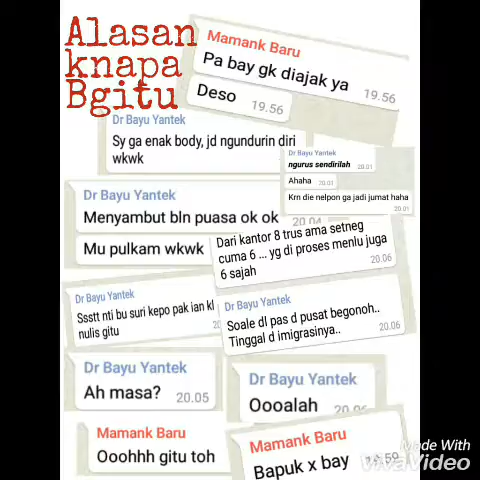 Alasan
knapa
Bgitu
Mamank Baru
Pa bay gk diajak ya
19.56
Deso
19.56
Dr Bayu Yantek
Sy ga enak body, jd ngundurin diri
wkwk
Dr Bayu Yantek
ngurus sendirilah
20.01
Ahaha
20.01
Krn die nelpon ga jadi jumat haha
20.01
Dr Bayu Yantek
Menyambut bln puasa ok ok
20.04
Mu pulkam wkwk
Dari kantor 8 trus ama setneg
cuma 6 ... yg di proses menlu juga
6 sajah
20.06
Dr Bayu Yantek
Ssstt nti bu suri kepo pak ian kl
nulis gitu
Dr Bayu Yantek
Soale dl pas d pusat begonoh..
Tinggal d imigrasinya..
20.06
Dr Bayu Yantek
Ah masa?
20.05
Dr Bayu Yantek
Oooalah
Mamank Baru
Ooohhh gitu toh
Mamank Baru
Bapuk x bay
19.59
Made With
VivaVideo